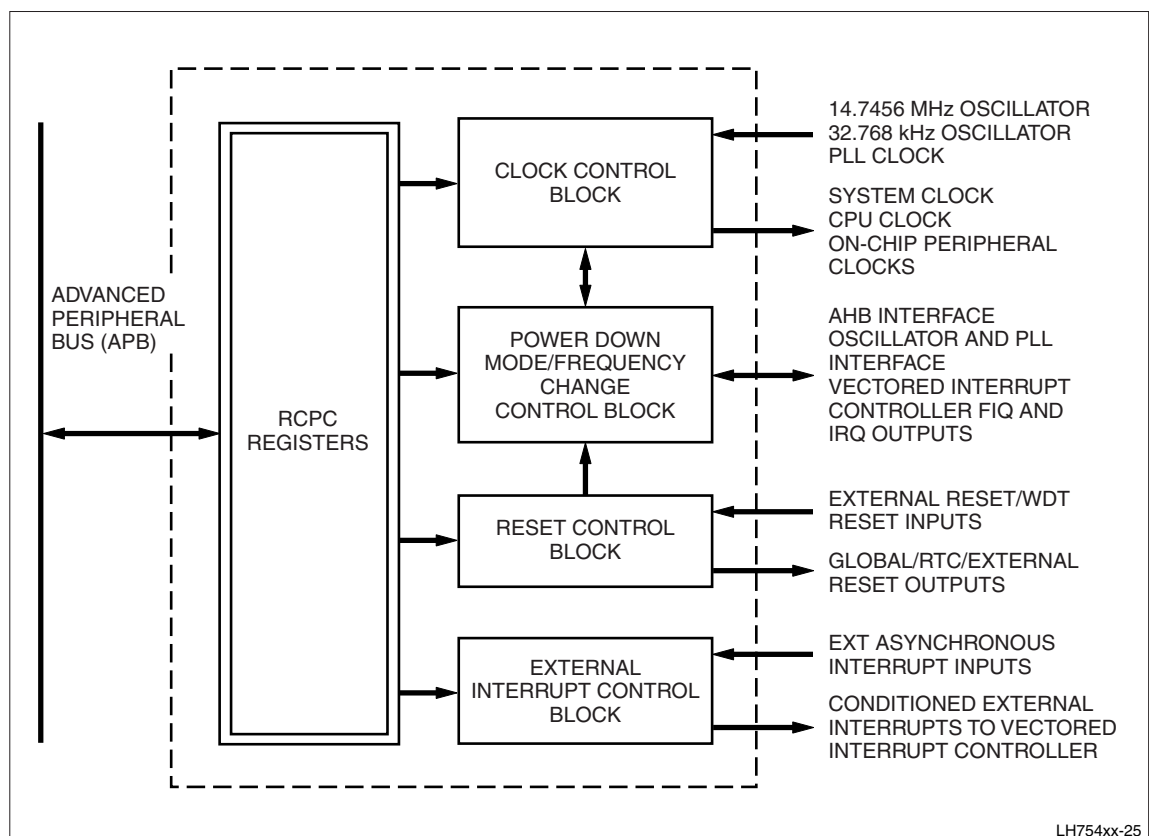 ADVANCED
PERIPHERAL
BUS (APB)
RCPC
REGISTERS
CLOCK CONTROL
BLOCK
POWER DOWN
MODE/FREQUENCY
CHANGE
CONTROL BLOCK
RESET CONTROL
BLOCK
EXTERNAL
INTERRUPT CONTROL
BLOCK
14.7456 MHz OSCILLATOR
32.768 kHz OSCILLATOR
PLL CLOCK
SYSTEM CLOCK
CPU CLOCK
ON-CHIP PERIPHERAL
CLOCKS
AHB INTERFACE
OSCILLATOR AND PLL
INTERFACE
VECTORED INTERRUPT
CONTROLLER FIQ AND
IRQ OUTPUTS
EXTERNAL RESET/WDT
RESET INPUTS
GLOBAL/RTC/EXTERNAL
RESET OUTPUTS
EXT ASYNCHRONOUS
INTERRUPT INPUTS
CONDITIONED EXTERNAL
INTERRUPTS TO VECTORED
INTERRUPT CONTROLLER
LH754xx-25